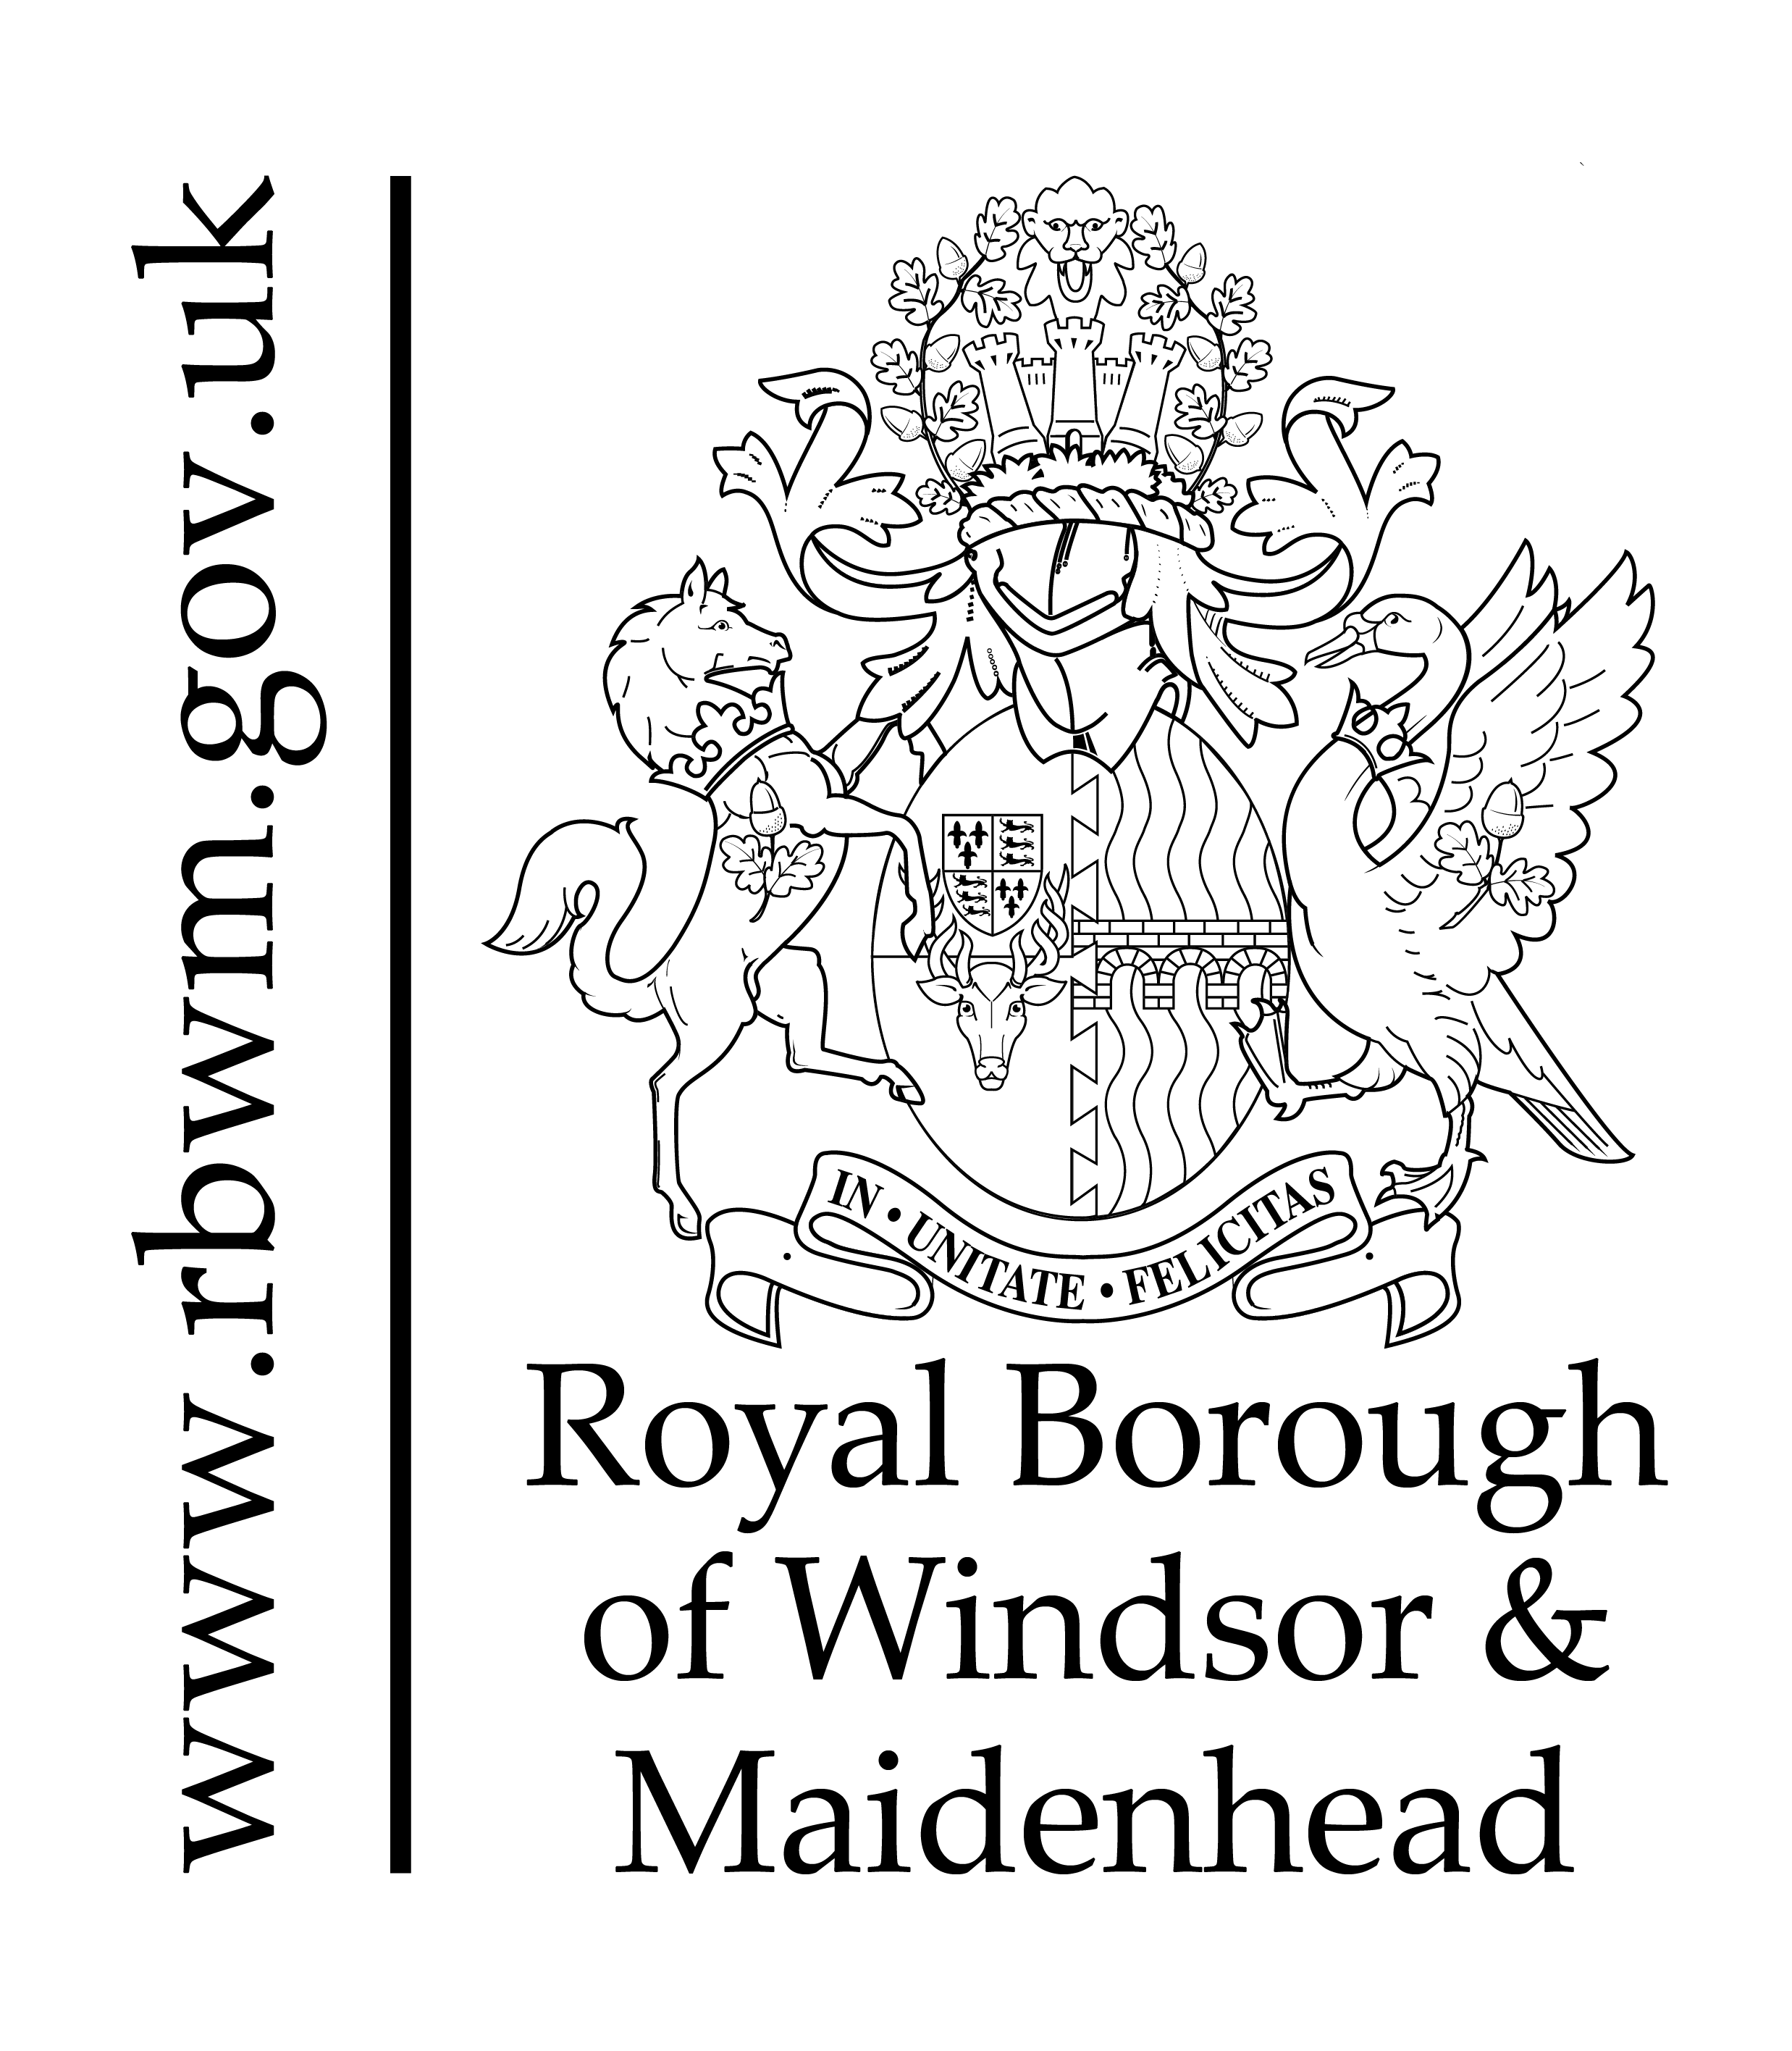 www.rbwm.gov.uk
IN • UNITATE • FELICITAS
Royal Borough
of Windsor &
Maidenhead